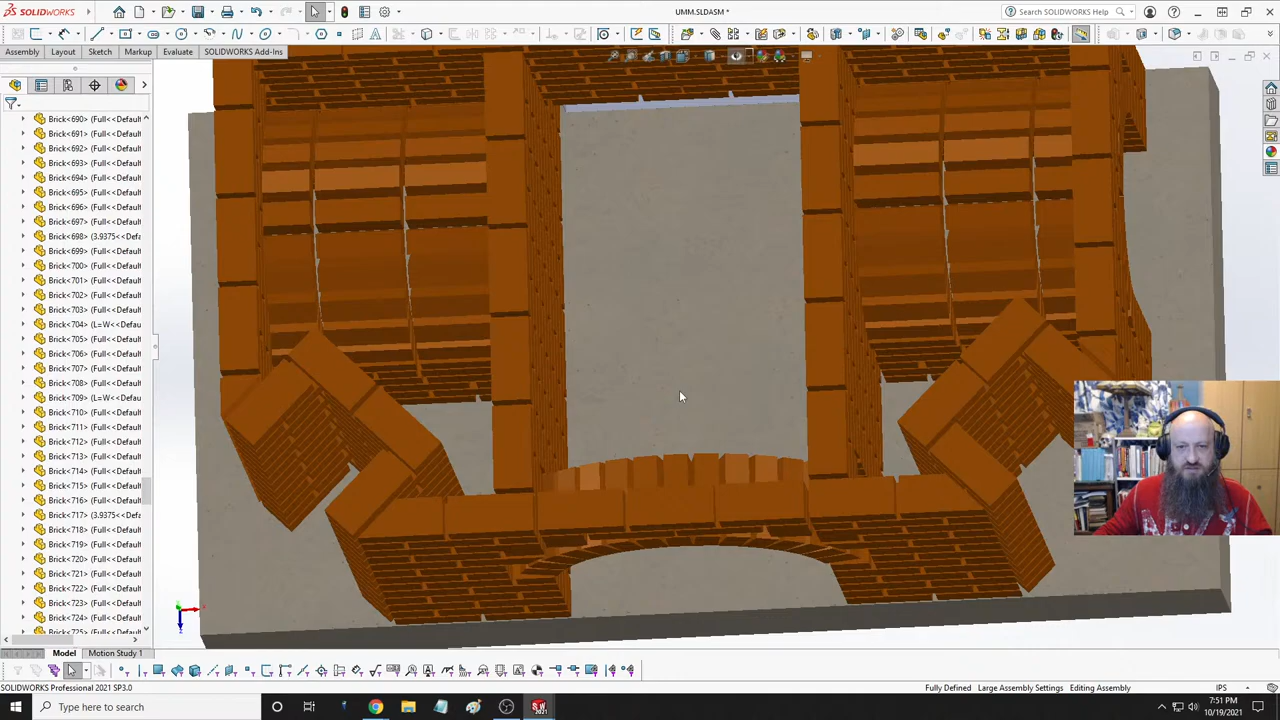 SOLIDWORKS
UMM.SLDASM *
Search SOLIDWORKS Help
Assembly Layout Sketch Markup Evaluate SOLIDWORKS Add-Ins
Brick<690> (Full<<Default
Brick<691> (Full<<Default
Brick<692> (Full<<Default
Brick<693> (Full<<Default
Brick<694> (Full<<Default
Brick<695> (Full<<Default
Brick<696> (Full<<Default
Brick<697> (Full<<Default
Brick<698> (3.9375<<Defa
Brick<699> (Full<<Default
Brick<700> (Full<<Default
Brick<701> (Full<<Default
Brick<702> (Full<<Default
Brick<703> (Full<<Default
Brick<704> (L=W<<Defau
Brick<705> (Full<<Default
Brick<706> (Full<<Default
Brick<707> (Full<<Default
Brick<708> (Full<<Default
Brick<709> (L=W<<Defau
Brick<710> (Full<<Default
Brick<711> (Full<<Default
Brick<712> (Full<<Default
Brick<713> (Full<<Default
Brick<714> (Full<<Default
Brick<715> (Full<<Default
Brick<716> (Full<<Default
Brick<717> (3.9375<<Defa
Brick<718> (Full<<Default
Brick<719> (Full<<Default
Brick<720> (Full<<Default
Brick<721> (Full<<Default
Brick<722> (Full<<Default
Brick<723> (Full<<Default
Brick<724> (Full<<Default
Brick<725> (Full<<Default
Model Motion Study 1
SOLIDWORKS Professional 2021 SP3.0
Fully Defined Large Assembly Settings Editing Assembly IPS
Type here to search
7:51 PM
10/19/2021